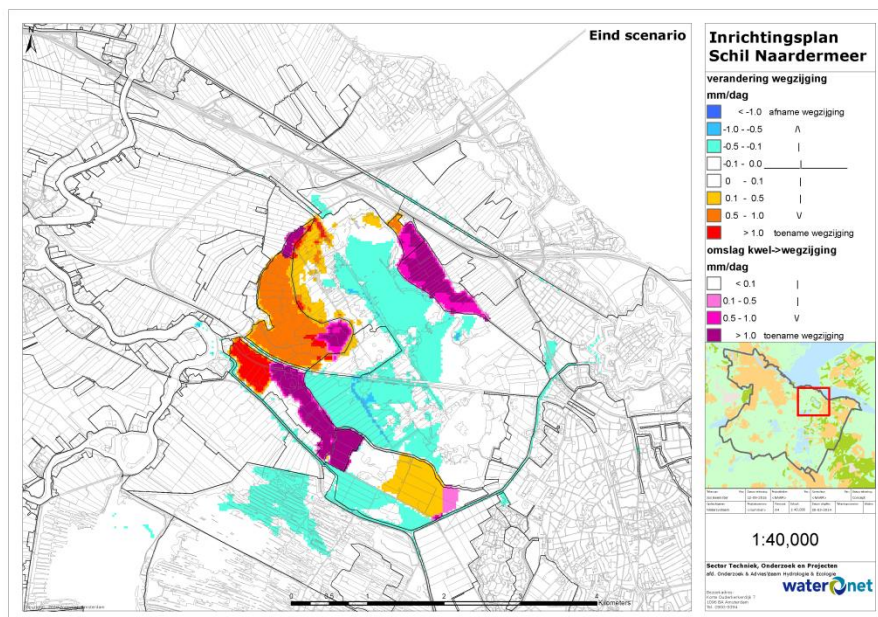 N
Eind scenario
0 0.5 1 2 3 4
Kilometers
Inrichtingsplan
Schil Naardermeer
verandering wegzijging
mm/dag
< -1.0 afname wegzijging
-1.0 - -0.5 /\
-0.5 - -0.1 |
-0.1 - 0.0 |
0 - 0.1 |
0.1 - 0.5 |
0.5 - 1.0 \/
> 1.0 toename wegzijging
omslag kwel->wegzijging
mm/dag
< 0.1 |
0.1 - 0.5 |
0.5 - 1.0 \/
> 1.0 toename wegzijging
1:40,000
Sector Techniek, Onderzoek en Projecten
afd. Onderzoek & Advies/team Hydrologie & Ecologie
waternet